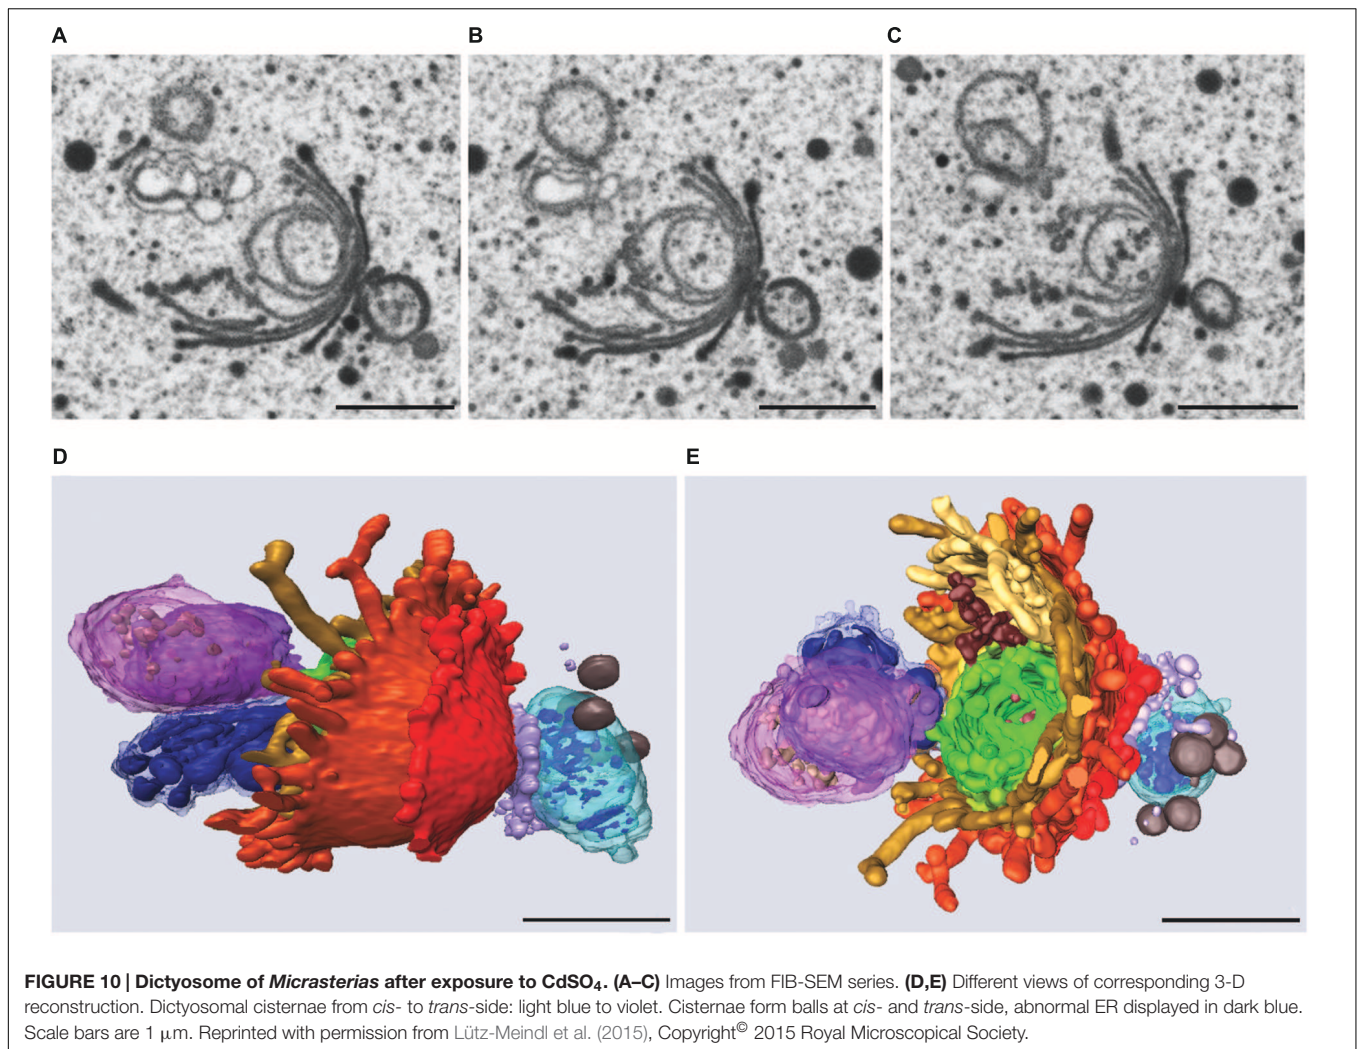 A
B
C
D
E
FIGURE 10 | Dictyosome of Micrasterias after exposure to CdSO₄. (A–C) Images from FIB-SEM series. (D,E) Different views of corresponding 3-D
reconstruction. Dictyosomal cisternae from cis- to trans-side: light blue to violet. Cisternae form balls at cis- and trans-side, abnormal ER displayed in dark blue.
Scale bars are 1 μm. Reprinted with permission from Lütz-Meindl et al. (2015), Copyright© 2015 Royal Microscopical Society.